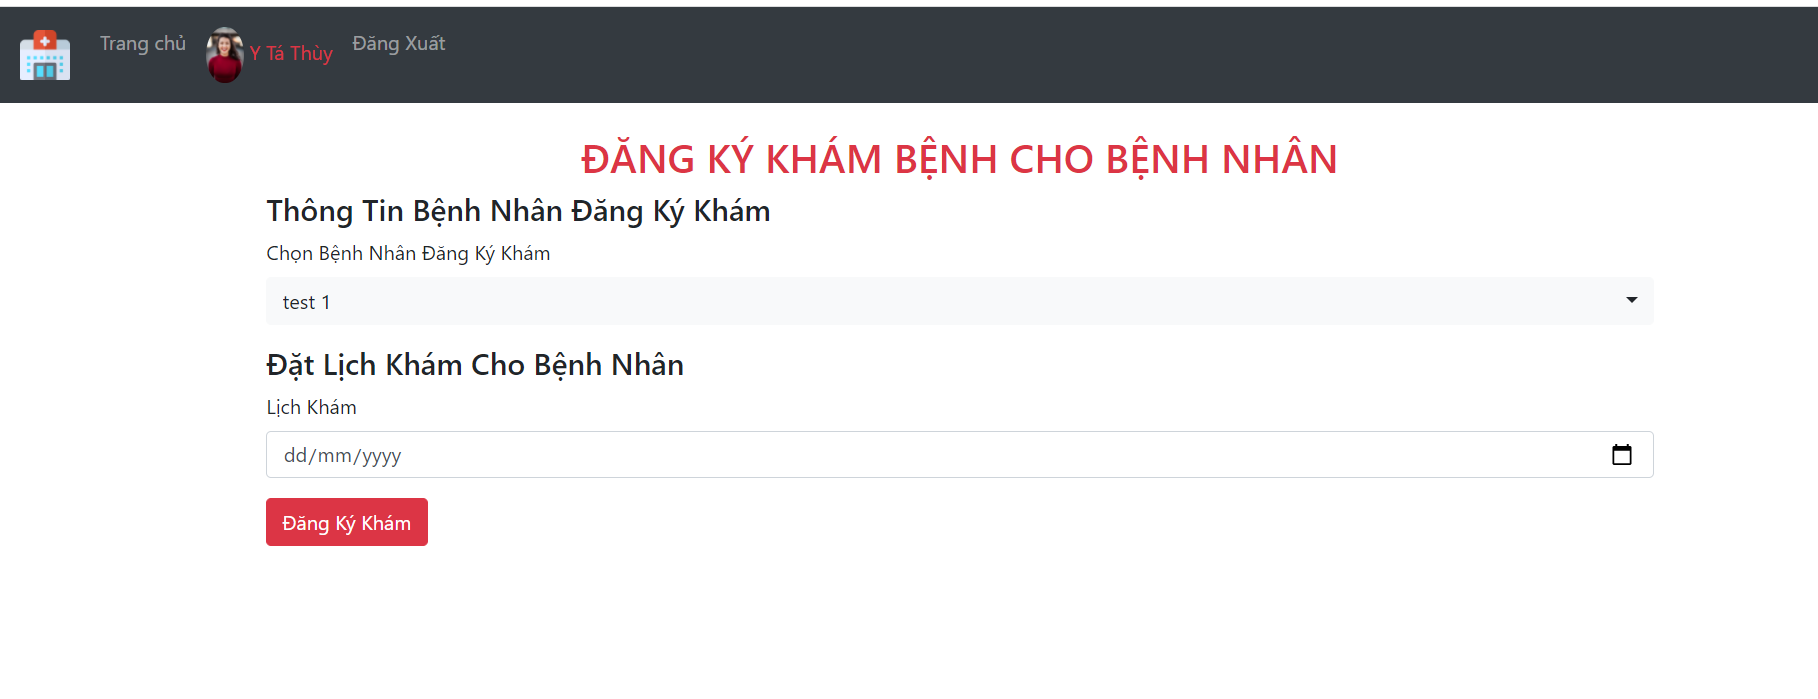 Trang chủ
Y Tá Thùy
Đăng Xuất
ĐĂNG KÝ KHÁM BỆNH CHO BỆNH NHÂN
Thông Tin Bệnh Nhân Đăng Ký Khám
Chọn Bệnh Nhân Đăng Ký Khám
test 1
Đặt Lịch Khám Cho Bệnh Nhân
Lịch Khám
dd/mm/yyyy
Đăng Ký Khám